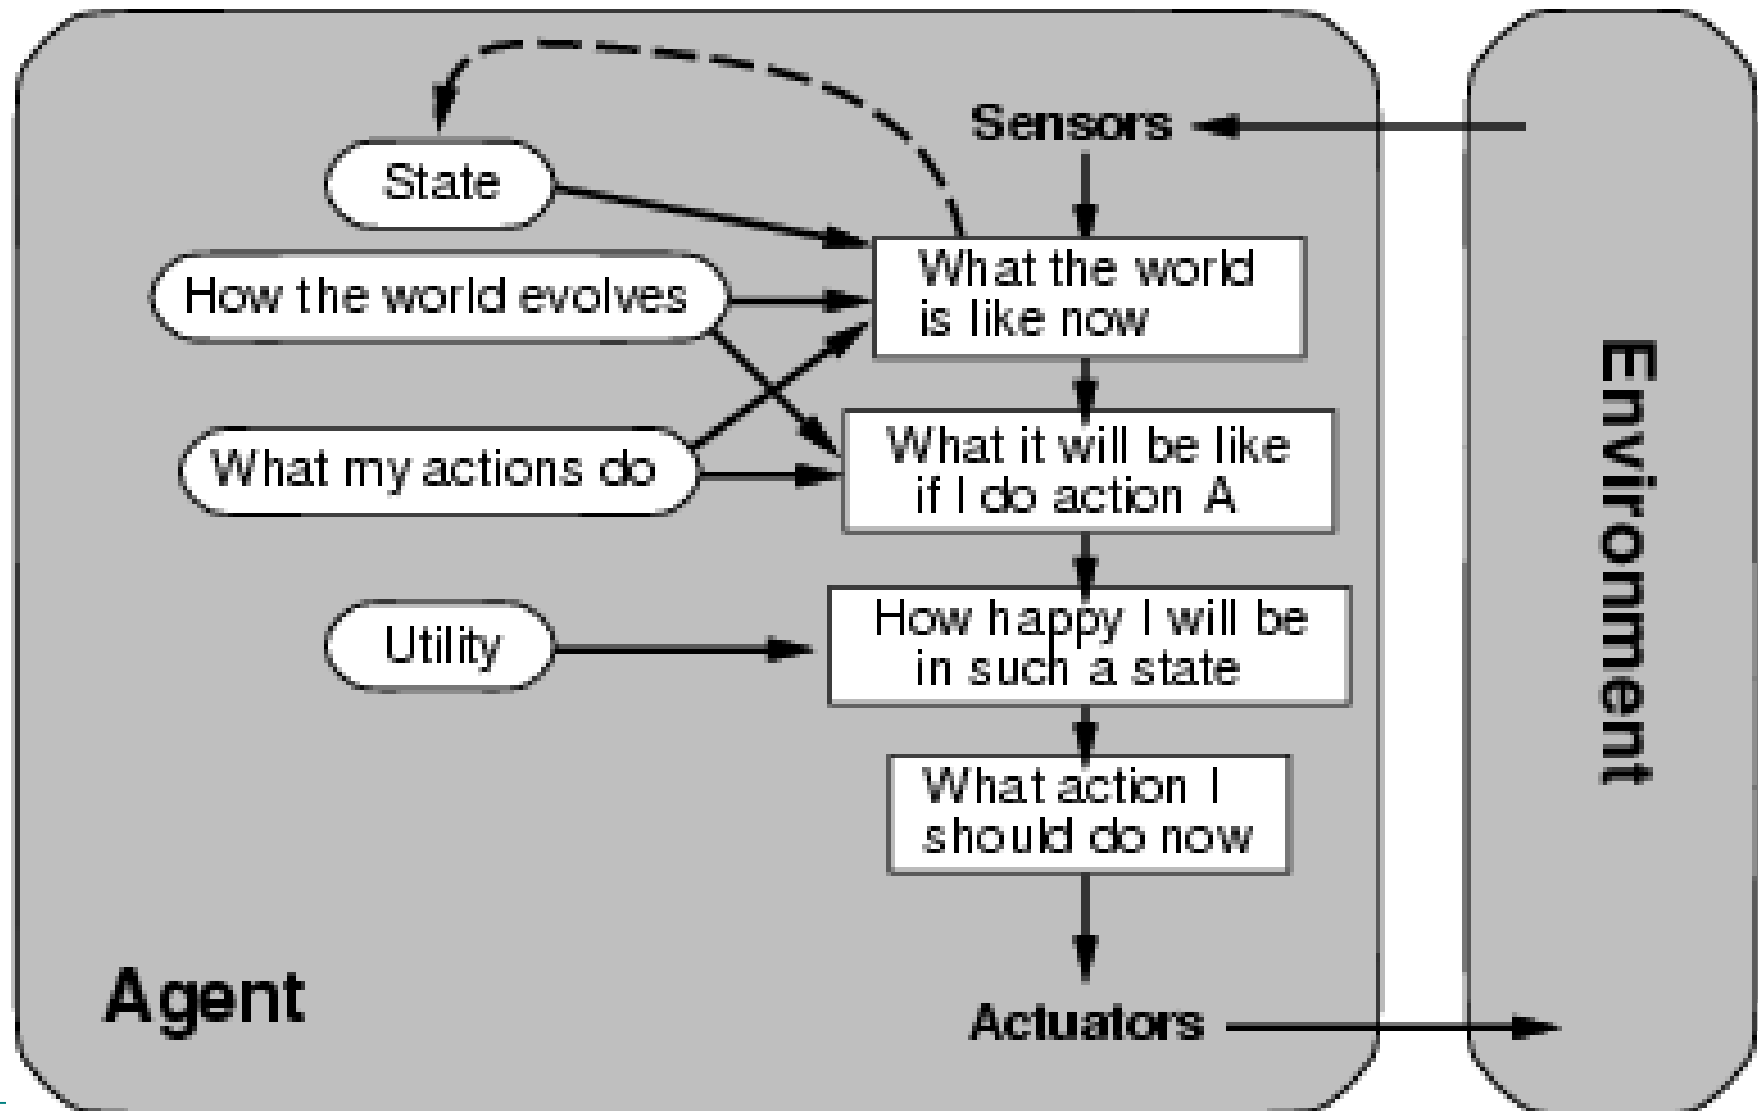 Sensors
State
What the world
is like now
How the world evolves
What it will be like
if I do action A
What my actions do
How happy I will be
in such a state
Utility
What action I
should do now
Agent
Actuators
Environment